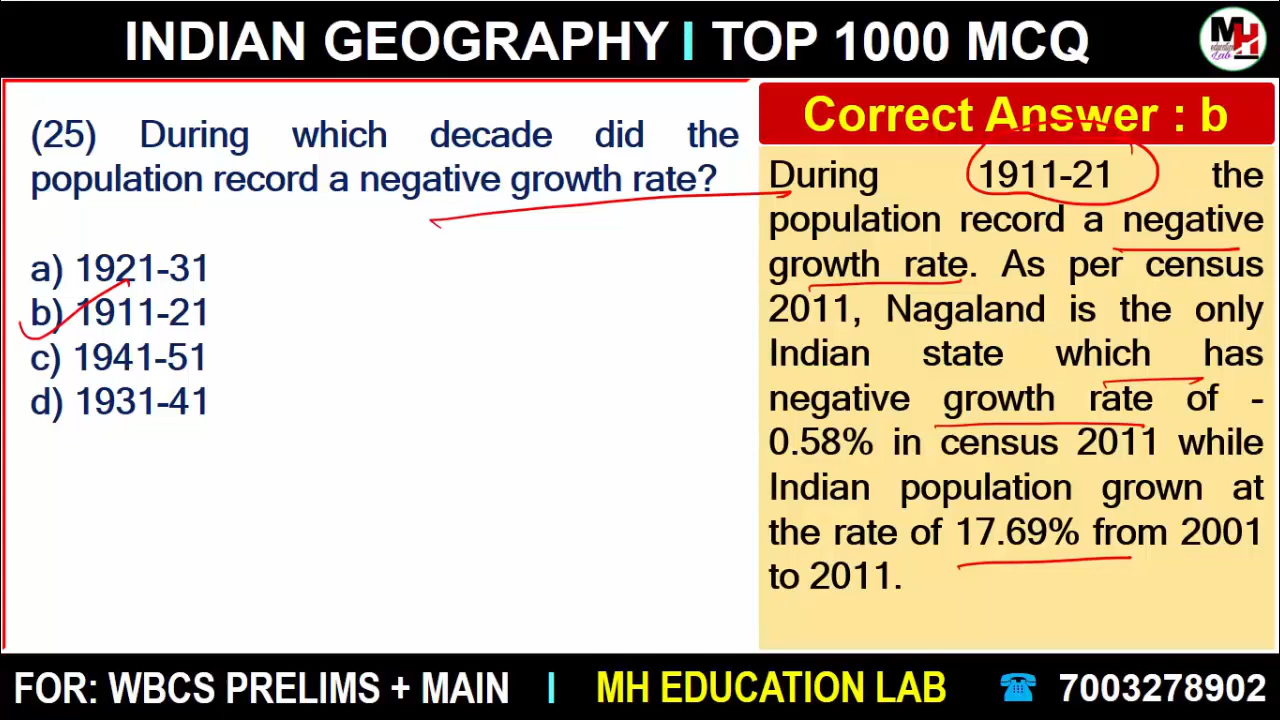 INDIAN GEOGRAPHY I TOP 1000 MCQ
MH
education
Lab
(25) During which decade did the
population record a negative growth rate?
a) 1921-31
b) 1911-21
c) 1941-51
d) 1931-41
Correct Answer : b
During 1911-21 the
population record a negative
growth rate. As per census
2011, Nagaland is the only
Indian state which has
negative growth rate of -
0.58% in census 2011 while
Indian population grown at
the rate of 17.69% from 2001
to 2011.
FOR: WBCS PRELIMS + MAIN I MH EDUCATION LAB ☎ 7003278902